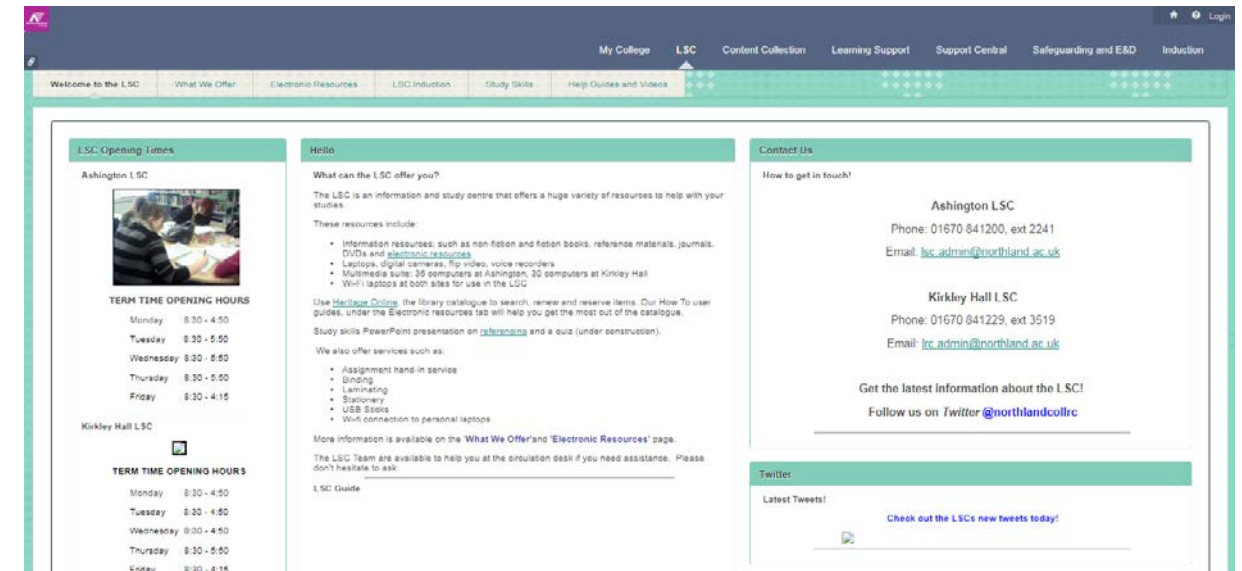 Login
My College LSC Content Collection Learning Support Support Central Safeguarding and E&D Induction
Welcome to the LSC What We Offer Electronic Resources LSC Induction Study Skills Help Guides and Videos
LSC Opening Times
Ashington LSC
TERM TIME OPENING HOURS
Monday 8:30 - 4:50
Tuesday 8:30 - 5:50
Wednesday 8:30 - 5:50
Thursday 8:30 - 5:50
Friday 8:30 - 4:15
Kirkley Hall LSC
TERM TIME OPENING HOURS
Monday 8:30 - 4:50
Tuesday 8:30 - 4:50
Wednesday 8:30 - 4:50
Thursday 8:30 - 5:50
Friday 8:30 - 4:15
Hello
What can the LSC offer you?
The LSC is an information and study centre that offers a huge variety of resources to help with your
studies.
These resources include:
• Information resources: such as non-fiction and fiction books, reference materials, journals,
DVDs and electronic resources
• Laptops, digital cameras, flip video, voice recorders
• Multimedia suite: 36 computers at Ashington, 30 computers at Kirkley Hall
• Wi-Fi laptops at both sites for use in the LSC
Use Heritage Online, the library catalogue to search, renew and reserve items. Our How To user
guides, under the Electronic resources tab will help you get the most out of the catalogue.
Study skills PowerPoint presentation on referencing and a quiz (under construction).
We also offer services such as:
• Assignment hand-in service
• Binding
• Laminating
• Stationery
• USB Sticks
• Wi-fi connection to personal laptops
More information is available on the 'What We Offer'and 'Electronic Resources' page.
The LSC Team are available to help you at the circulation desk if you need assistance. Please
don't hesitate to ask.
LSC Guide
Contact Us
How to get in touch!
Ashington LSC
Phone: 01670 841200, ext 2241
Email: lsc.admin@northland.ac.uk
Kirkley Hall LSC
Phone: 01670 841229, ext 3519
Email: lrc.admin@northland.ac.uk
Get the latest information about the LSC!
Follow us on Twitter @northlandcollrc
Twitter
Latest Tweets!
Check out the LSCs new tweets today!